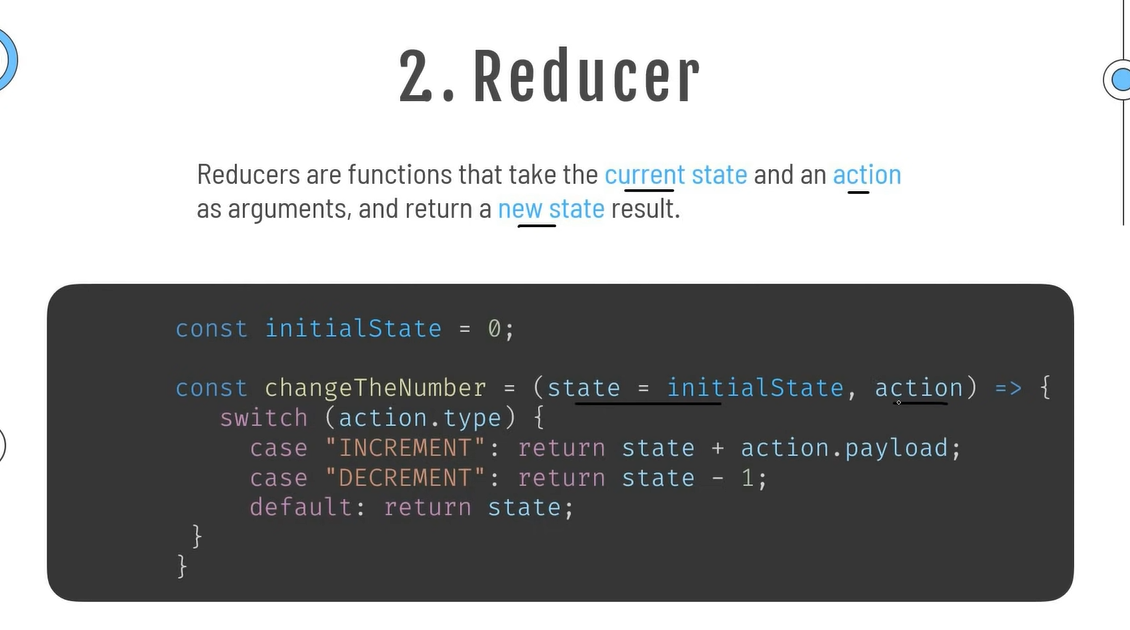 2. Reducer
Reducers are functions that take the current state and an action
as arguments, and return a new state result.
const initialState = 0;
const changeTheNumber = (state = initialState, action) => {
switch (action.type) {
case "INCREMENT": return state + action.payload;
case "DECREMENT": return state - 1;
default: return state;
}
}